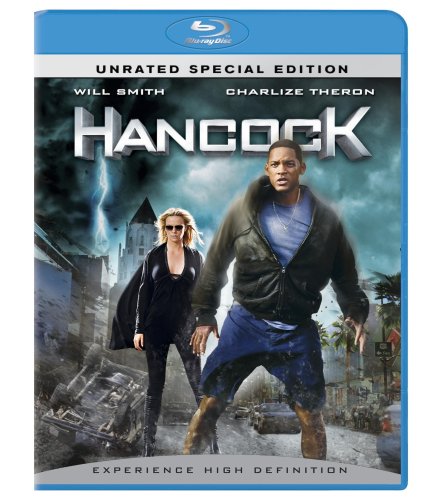 Blu-ray Disc
UNRATED SPECIAL EDITION
WILL SMITH CHARLIZE THERON
HANCOCK
EXPERIENCE HIGH DEFINITION